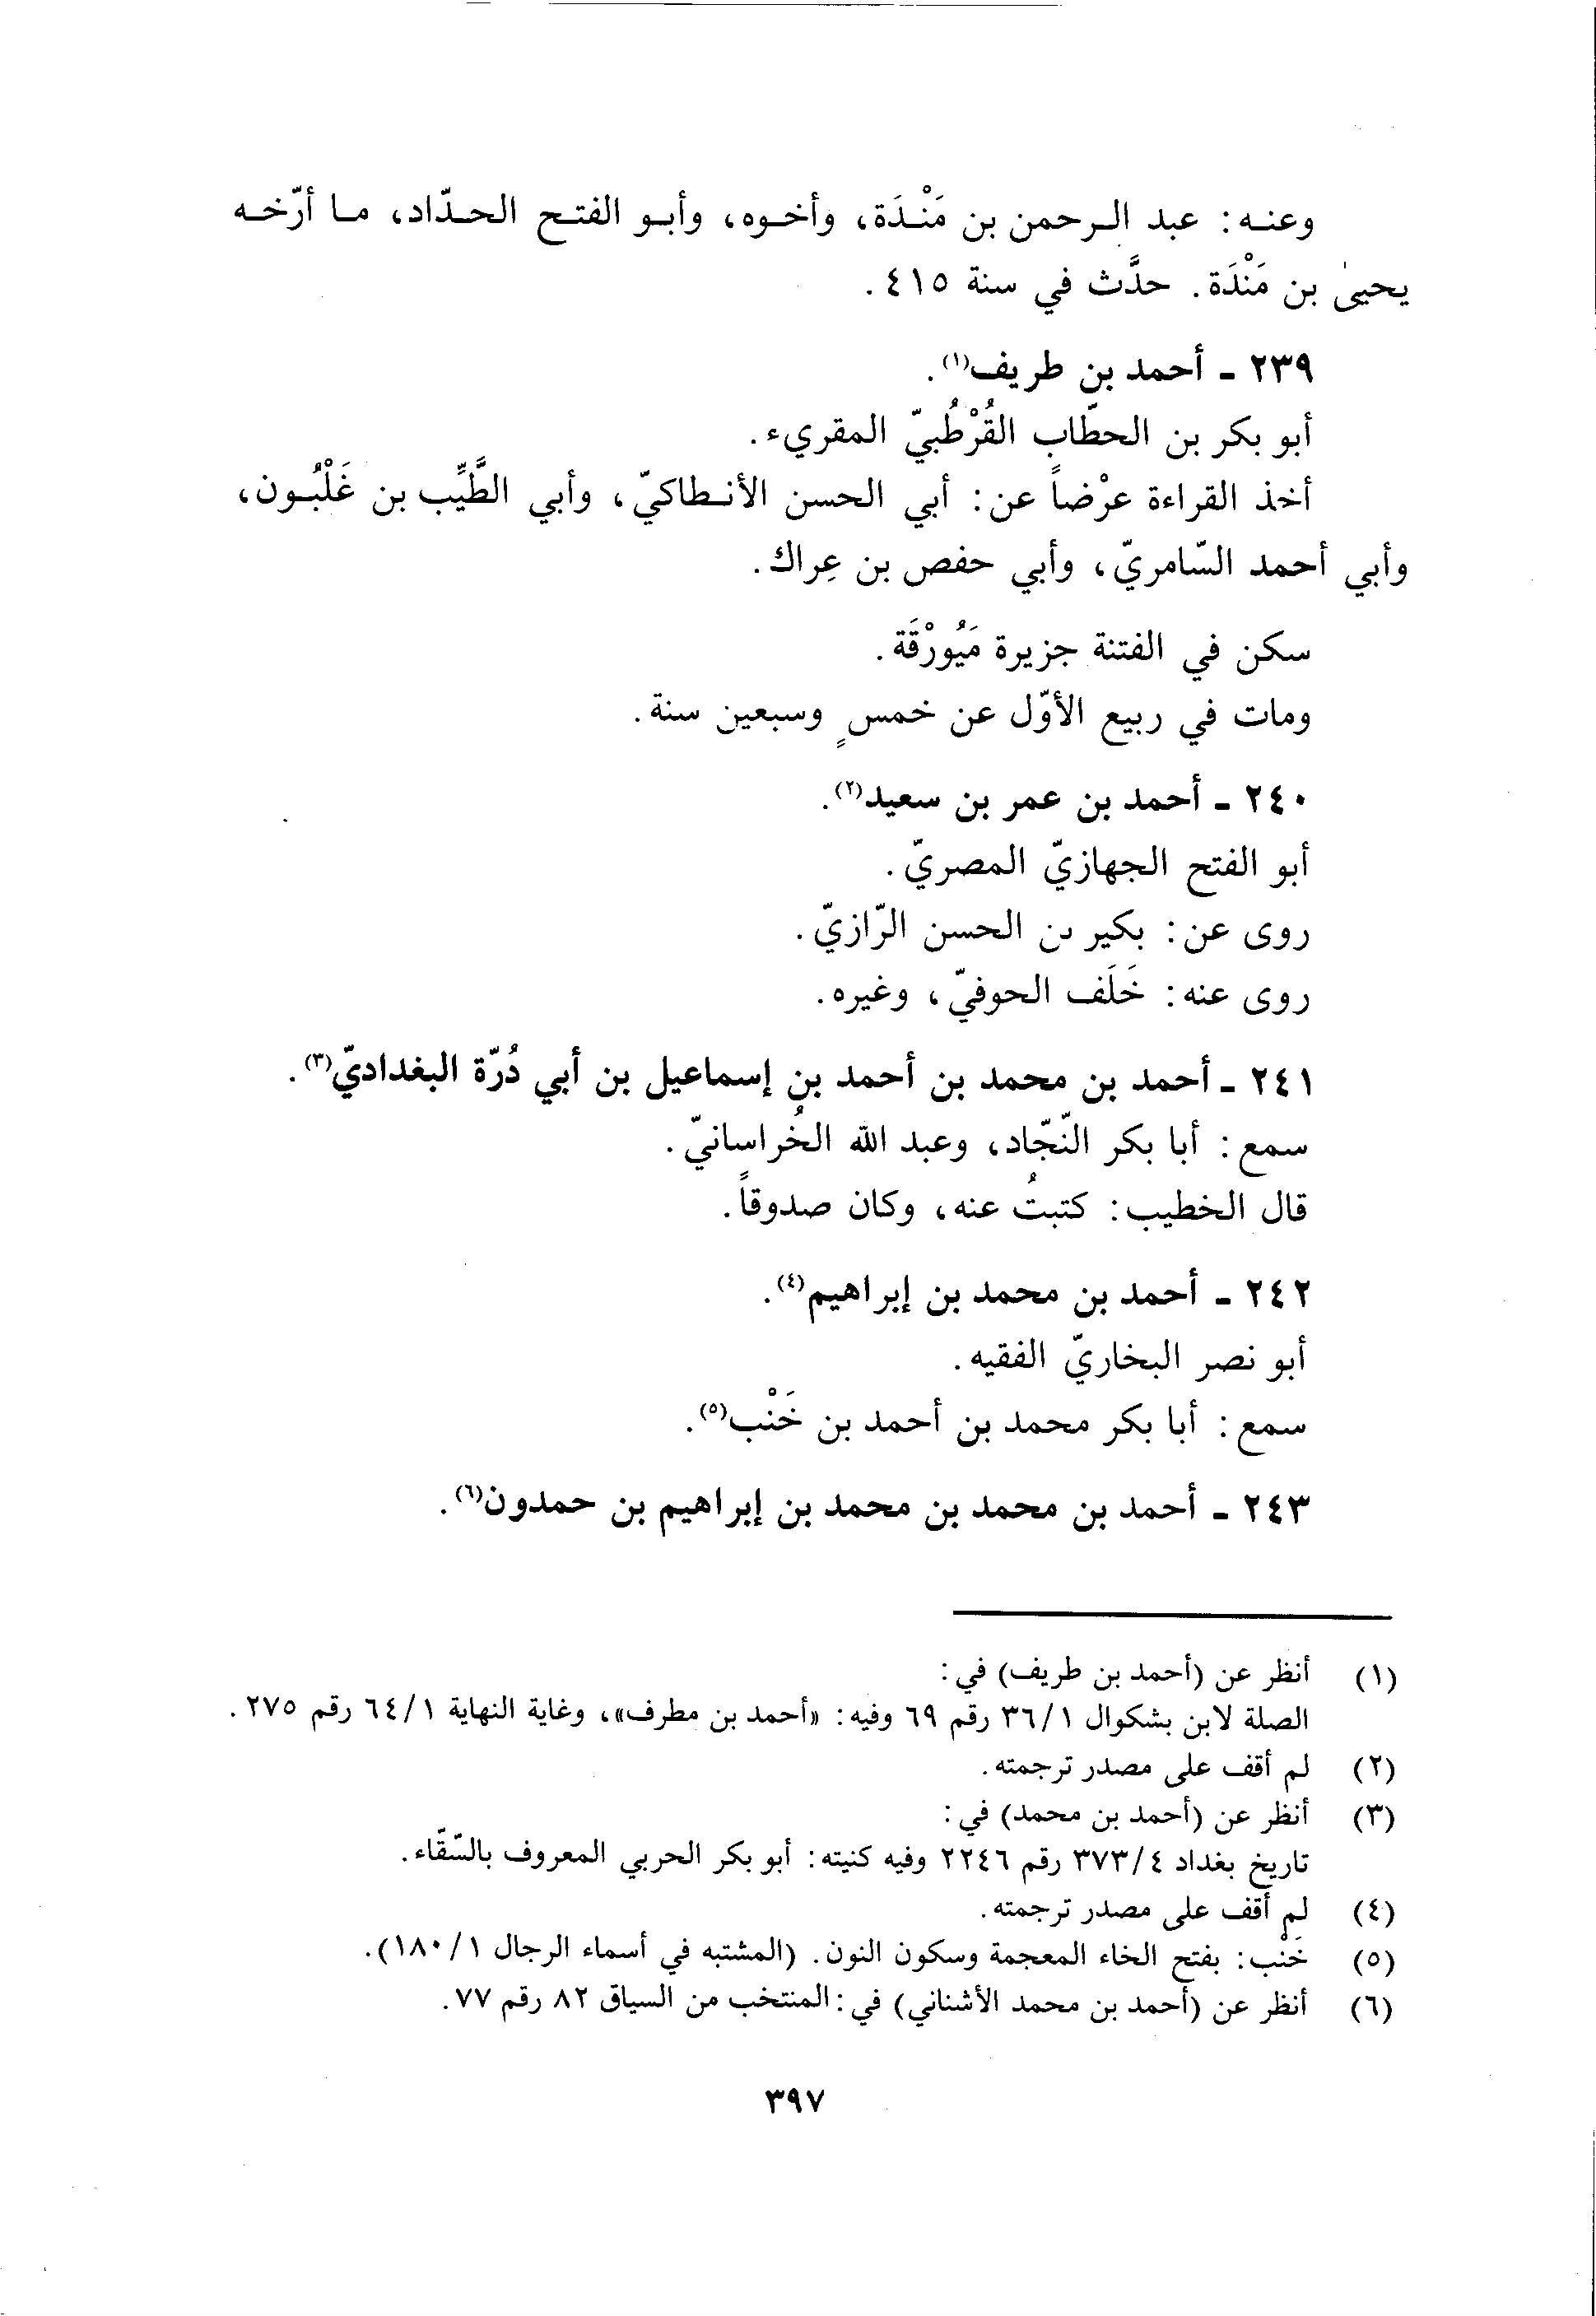 وعنـه: عبد الـرحمن بن مَنْـدَة، وأخـوه، وأبـو الفتـح الحـدّاد، مـا أرّخـه
يحيىٰ بن مَنْدَة. حدَّث في سنة ٤١٥.
٢٣٩ - أحمد بن طريف(١).
أبو بكر بن الحطّاب القُرْطُبيّ المقريء.
أخذ القراءة عرْضاً عن: أبي الحسن الأنـطاكيّ، وأبي الطَّيِّب بن غَلْبُـون،
وأبي أحمد السّامريّ، وأبي حفص بن عِراك.
سكن في الفتنة جزيرة مَيُورْقَة.
ومات في ربيع الأوّل عن خمسٍ وسبعين سنة.
٢٤٠ - أحمد بن عمر بن سعيد(٢).
أبو الفتح الجهازيّ المصريّ.
روى عن: بكير بن الحسن الرّازيّ.
روى عنه: خَلَف الحوفيّ، وغيره.
٢٤١ - أحمد بن محمد بن أحمد بن إسماعيل بن أبي دُرّة البغداديّ(٣).
سمع: أبا بكر النّجّاد، وعبد الله الخُراسانيّ.
قال الخطيب: كتبتُ عنه، وكان صدوقاً.
٢٤٢ - أحمد بن محمد بن إبراهيم(٤).
أبو نصر البخاريّ الفقيه.
سمع: أبا بكر محمد بن أحمد بن خَنْب(٥).
٢٤٣ - أحمد بن محمد بن محمد بن إبراهيم بن حمدون(٦).
(١) أنظر عن (أحمد بن طريف) في:
الصلة لابن بشكوال ٣٦/١ رقم ٦٩ وفيه: «أحمد بن مطرف»، وغاية النهاية ٦٤/١ رقم ٢٧٥.
(٢) لم أقف على مصدر ترجمته.
(٣) أنظر عن (أحمد بن محمد) في:
تاريخ بغداد ٣٧٣/٤ رقم ٢٢٤٦ وفيه كنيته: أبو بكر الحربي المعروف بالسّقّاء.
(٤) لم أقف على مصدر ترجمته.
(٥) خَنْب: بفتح الخاء المعجمة وسكون النون. (المشتبه في أسماء الرجال ١٨٠/١).
(٦) أنظر عن (أحمد بن محمد الأشناني) في: المنتخب من السياق ٨٢ رقم ٧٧.
٣٩٧